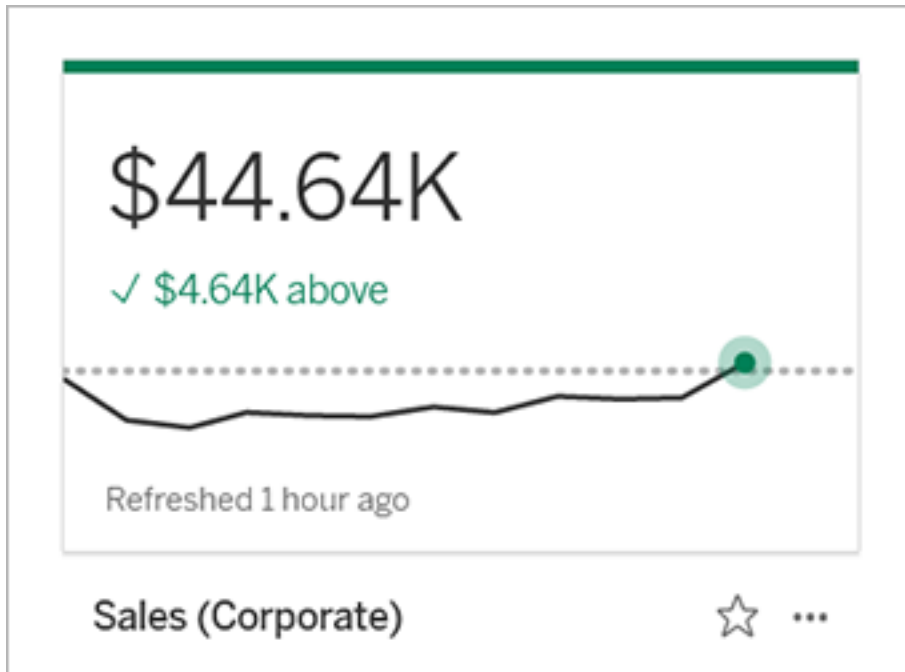 $44.64K
✓ $4.64K above
Refreshed 1 hour ago
Sales (Corporate)